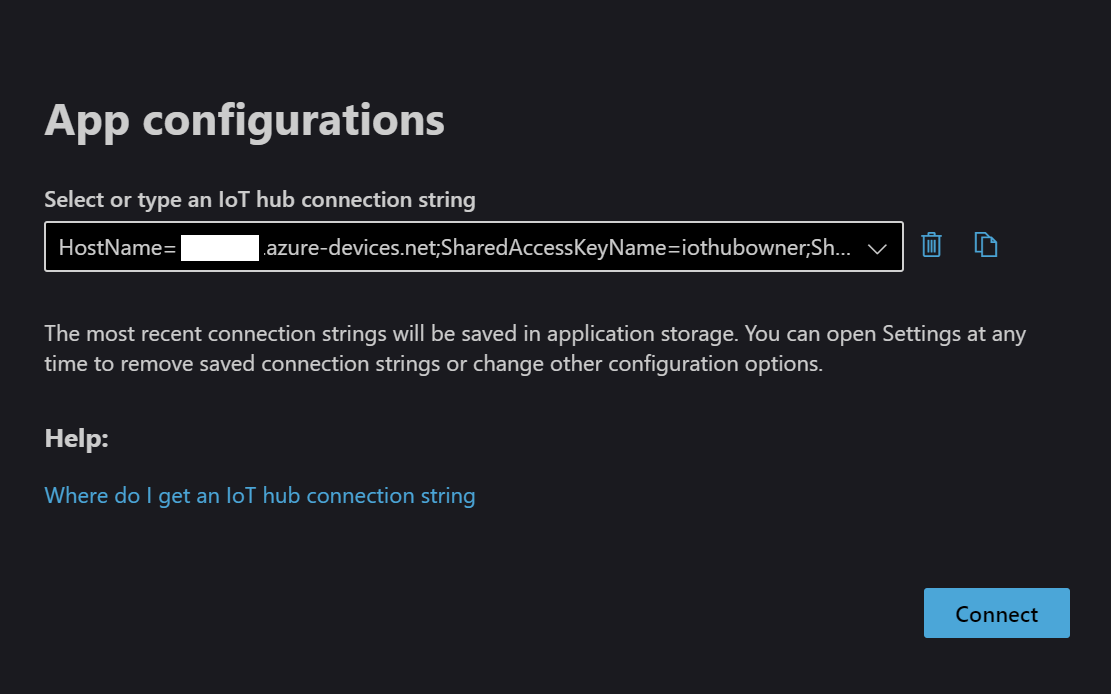 App configurations
Select or type an IoT hub connection string
HostName= .azure-devices.net;SharedAccessKeyName=iothubowner;Sh...
The most recent connection strings will be saved in application storage. You can open Settings at any
time to remove saved connection strings or change other configuration options.
Help:
Where do I get an IoT hub connection string
Connect